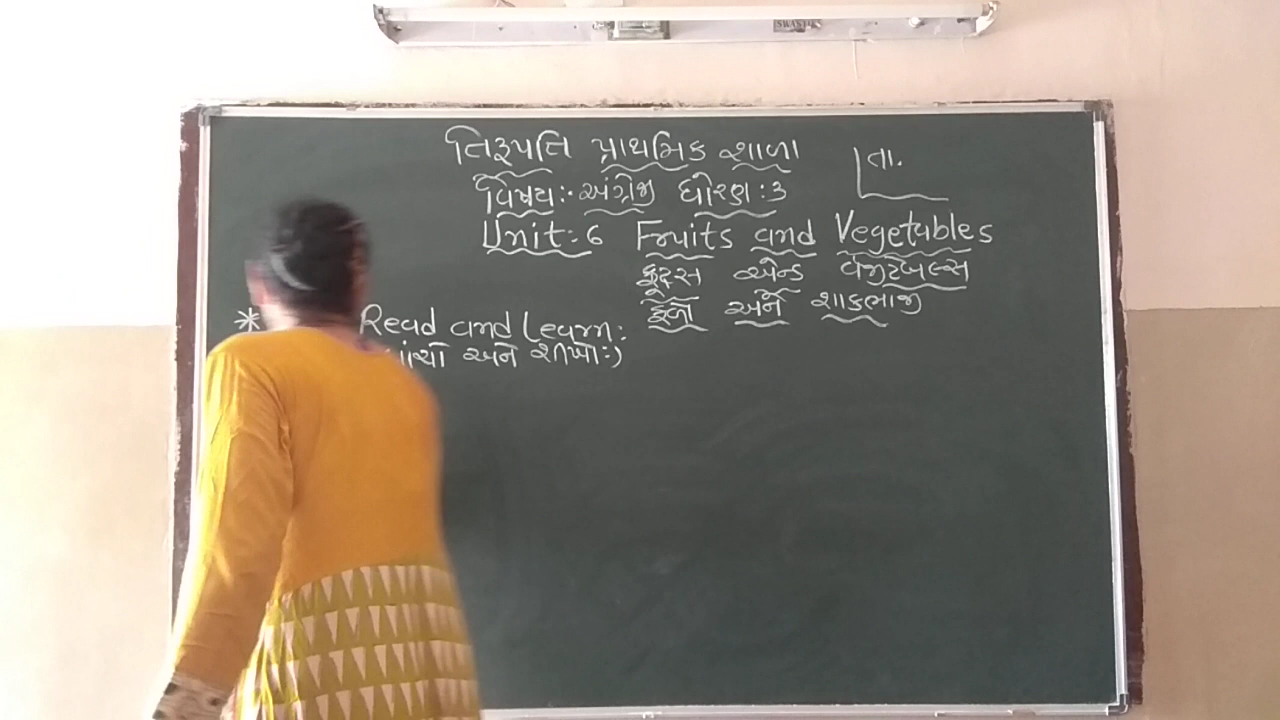 SWASTIK
તિરૂપતિ પ્રાથમિક શાળા
તા.
વિષય:- અંગ્રેજી ધોરણ : ૩
Unit:- 6 Fruits and Vegetables
ફ્રૂટ્સ એન્ડ વેજીટેબલ્સ
ફળો અને શાકભાજી
* Read and Learn:
અને શીખો:)